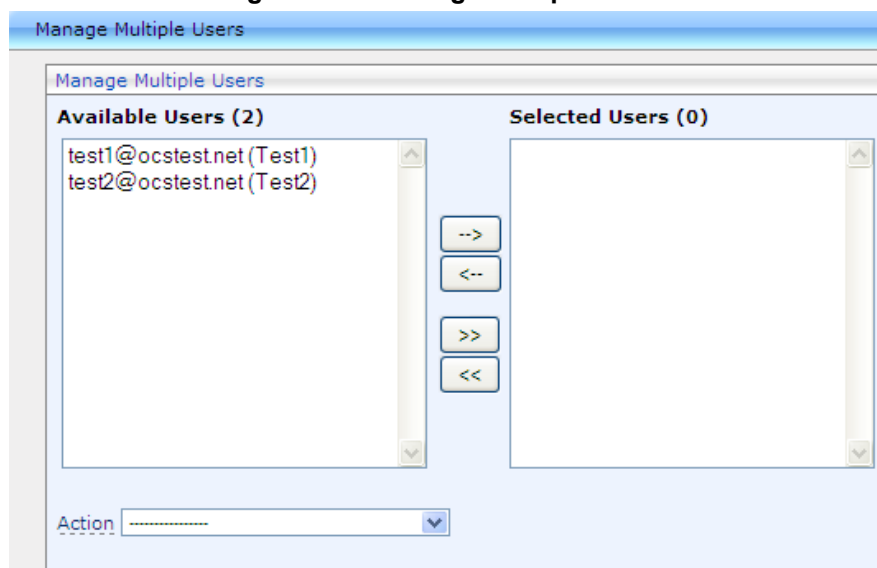 Manage Multiple Users
Manage Multiple Users
Available Users (2)
Selected Users (0)
test1@ocstest.net (Test1)
test2@ocstest.net (Test2)
-->
<--
>>
<<
Action ---------------